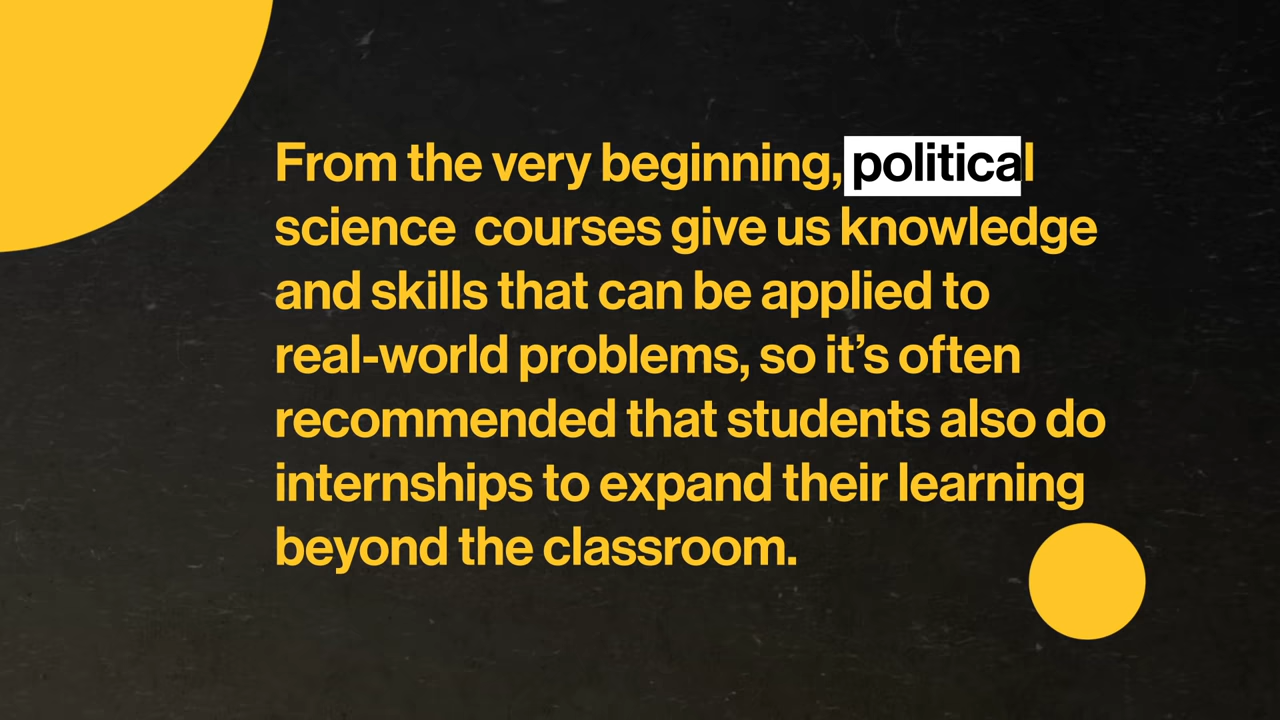 From the very beginning, political
science  courses give us knowledge
and skills that can be applied to
real-world problems, so it’s often
recommended that students also do
internships to expand their learning
beyond the classroom.